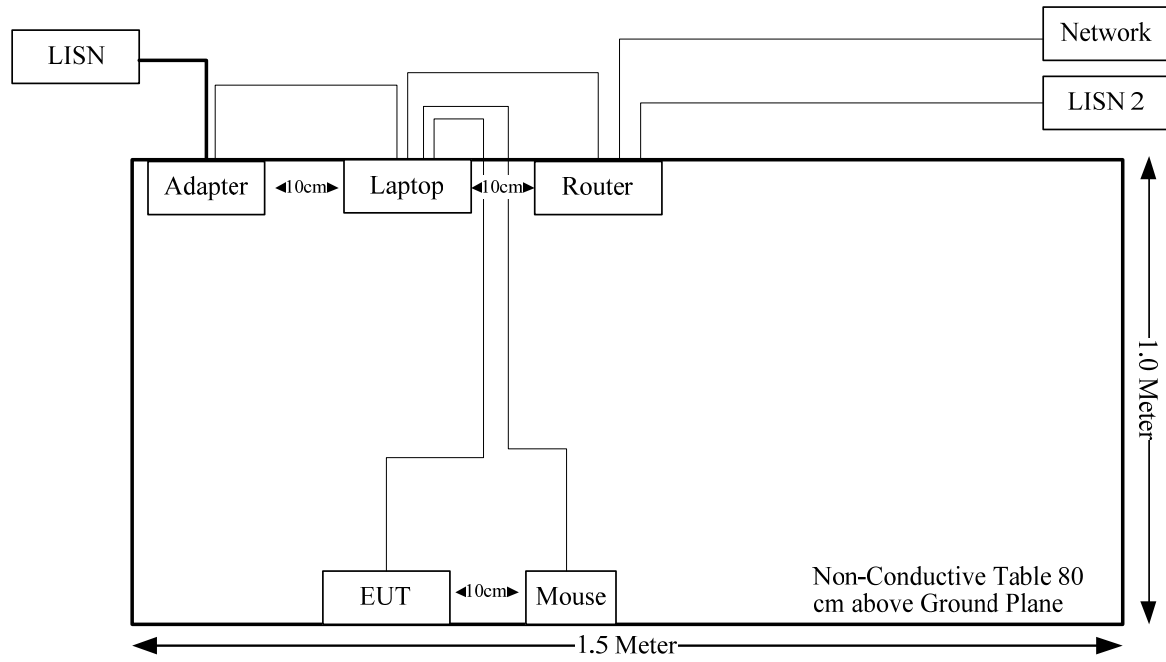 Network
LISN
LISN 2
Adapter
10cm
Laptop
10cm
Router
1.0 Meter
EUT
10cm
Mouse
Non-Conductive Table 80
cm above Ground Plane
1.5 Meter